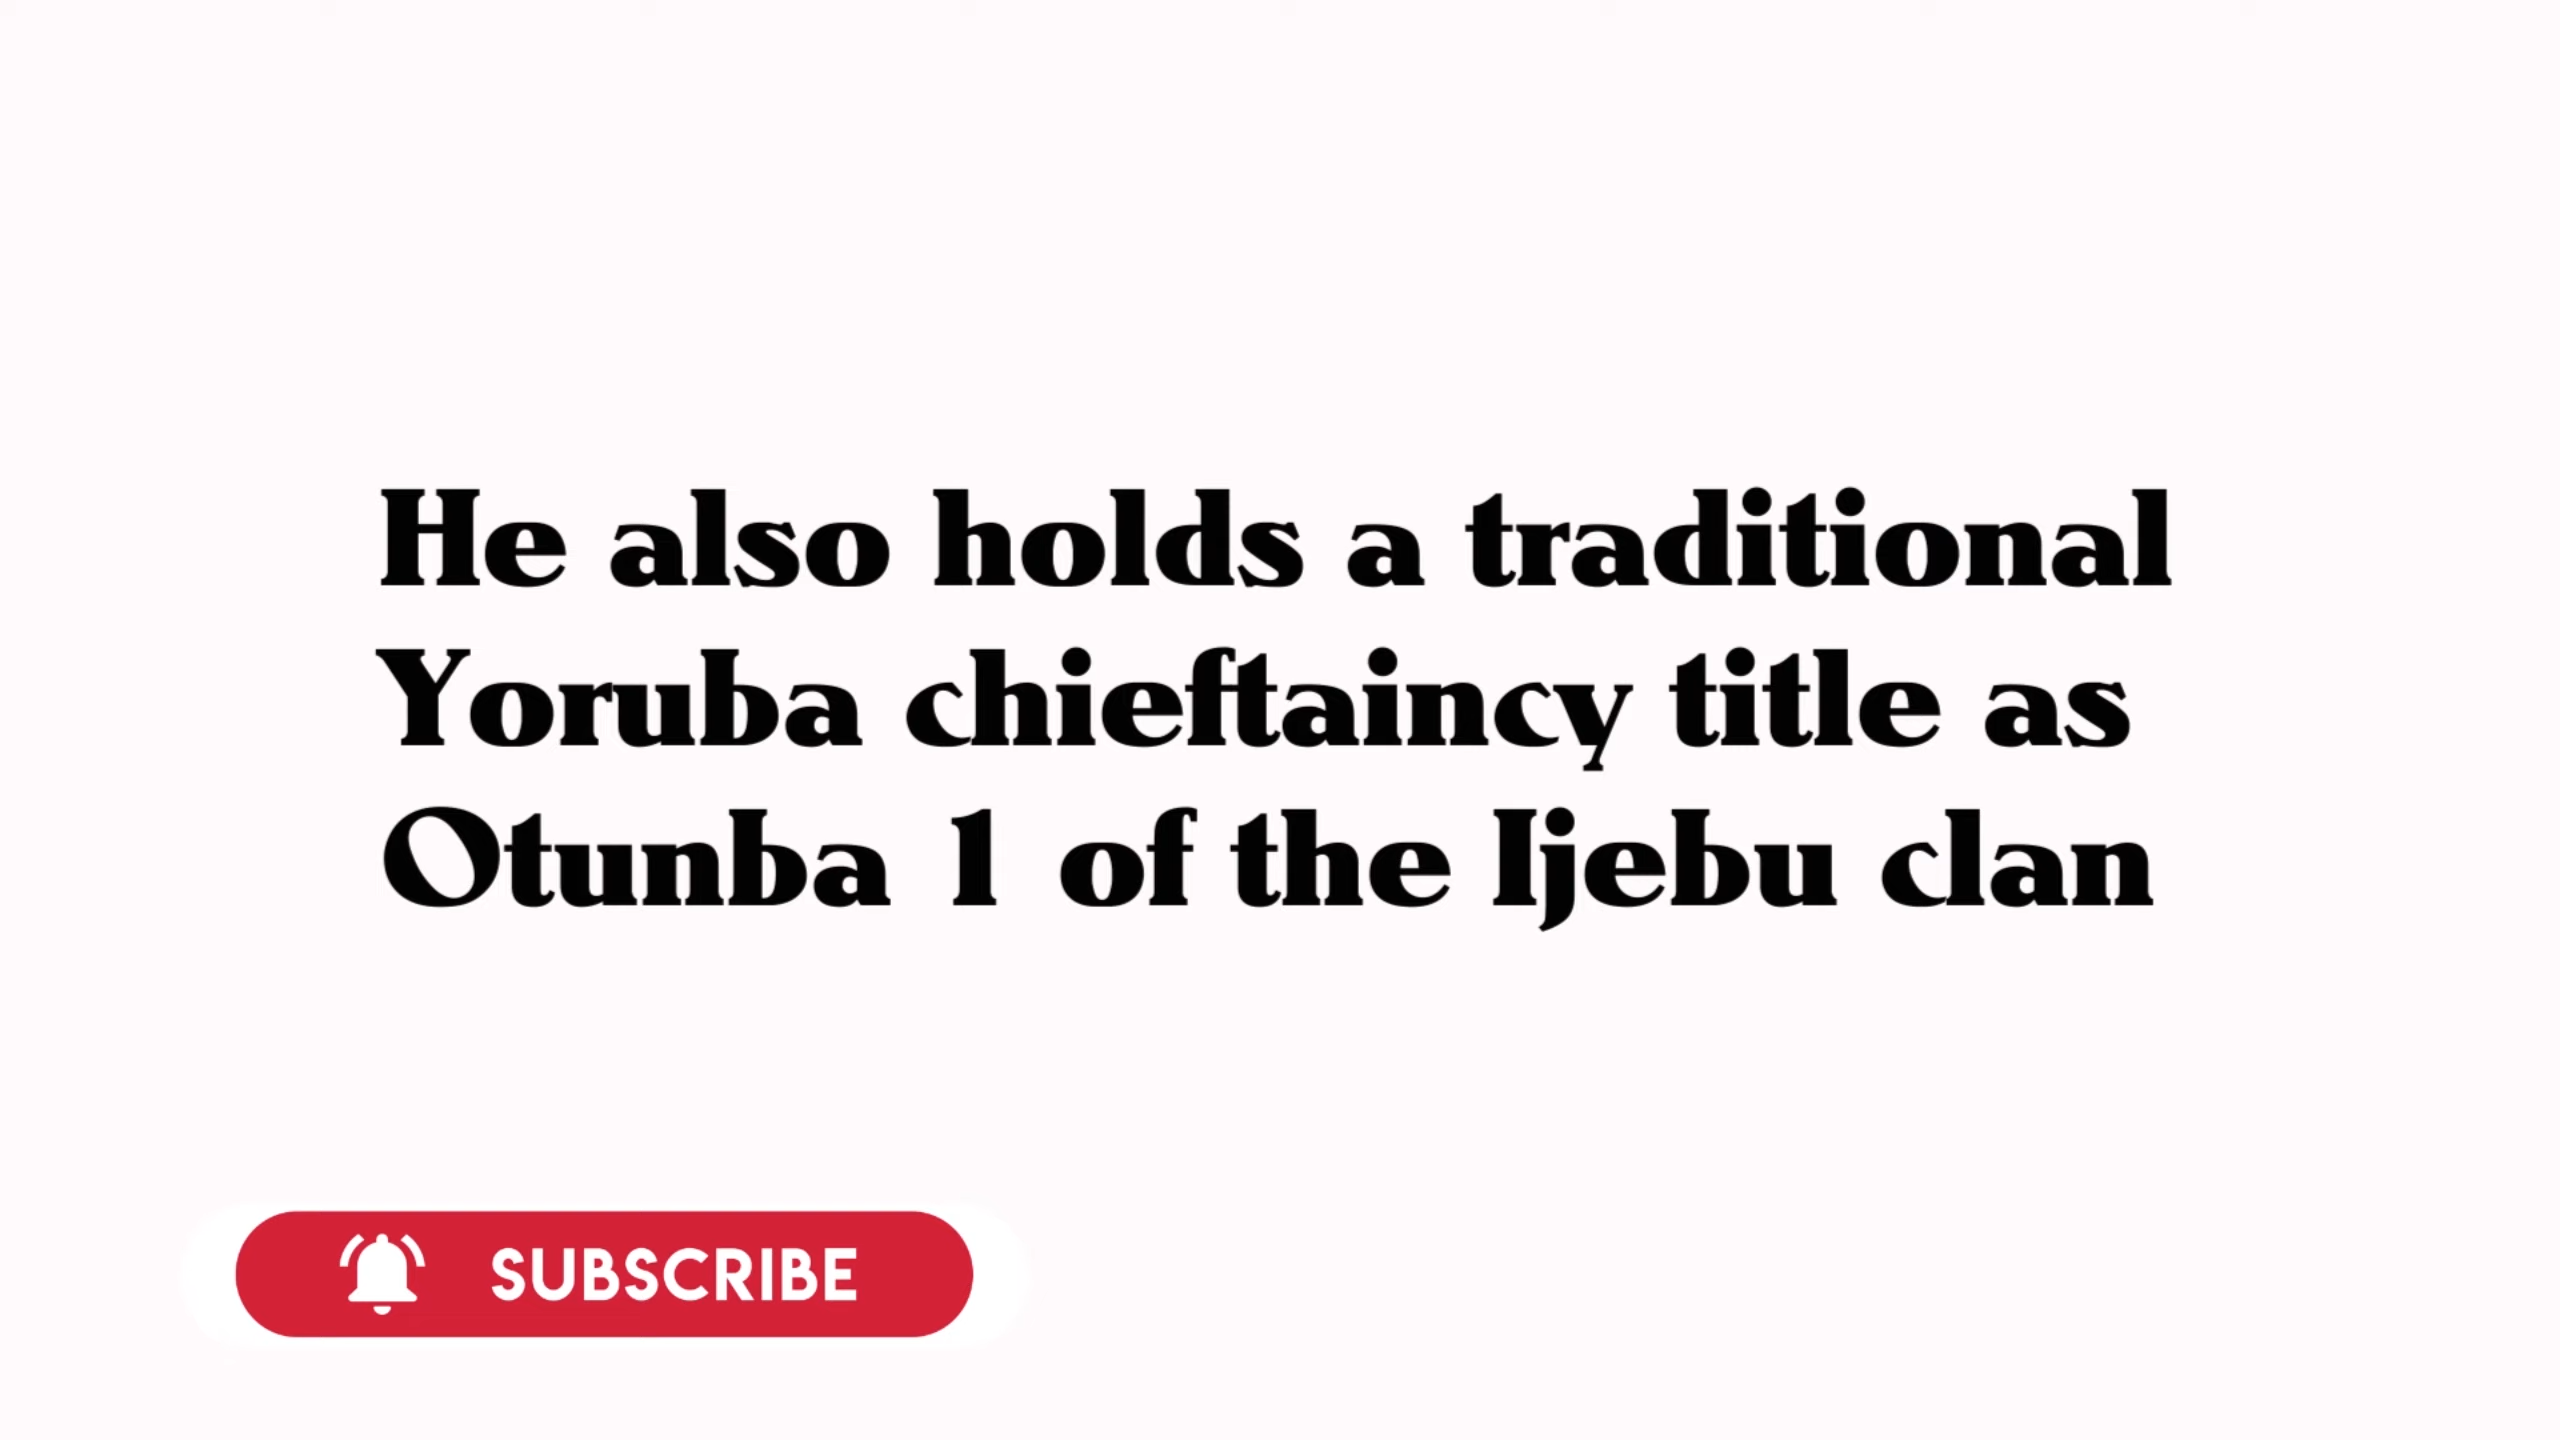 He also holds a traditional
Yoruba chieftaincy title as
Otunba 1 of the Ijebu clan
SUBSCRIBE